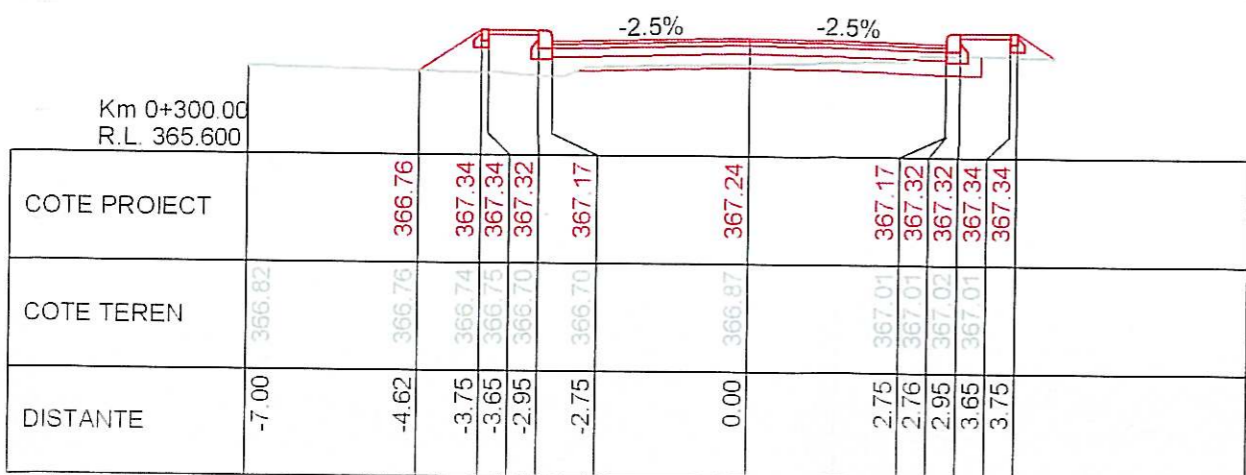 -2.5% -2.5%
Km 0+300.00
R.L. 365.600
COTE PROIECT 366.76 367.34 367.34 367.32 367.17 367.24 367.17 367.32 367.32 367.34 367.34
COTE TEREN 366.82 366.76 366.74 366.75 366.70 366.70 366.87 367.01 367.01 367.02 367.01
DISTANTE -7.00 -4.62 -3.75 -3.65 -2.95 -2.75 0.00 2.75 2.76 2.95 3.65 3.75